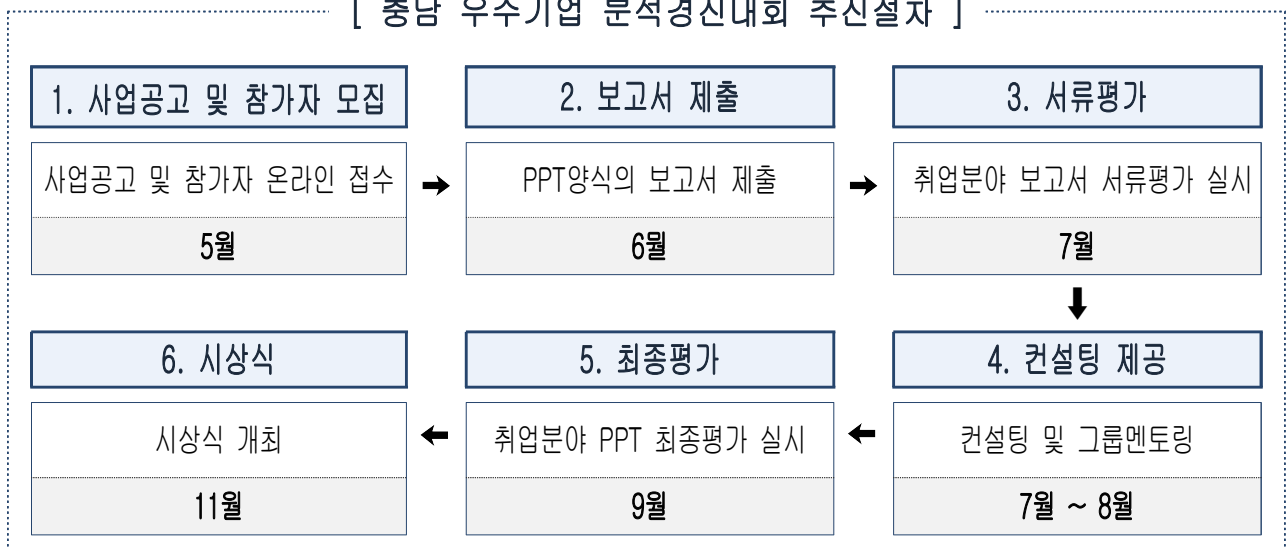 [ 충남 우수기업 분석경진대회 추진절차 ]
1. 사업공고 및 참가자 모집
2. 보고서 제출
3. 서류평가
사업공고 및 참가자 온라인 접수
PPT양식의 보고서 제출
취업분야 보고서 서류평가 실시
5월
6월
7월
6. 시상식
5. 최종평가
4. 컨설팅 제공
시상식 개최
취업분야 PPT 최종평가 실시
컨설팅 및 그룹멘토링
11월
9월
7월 ~ 8월